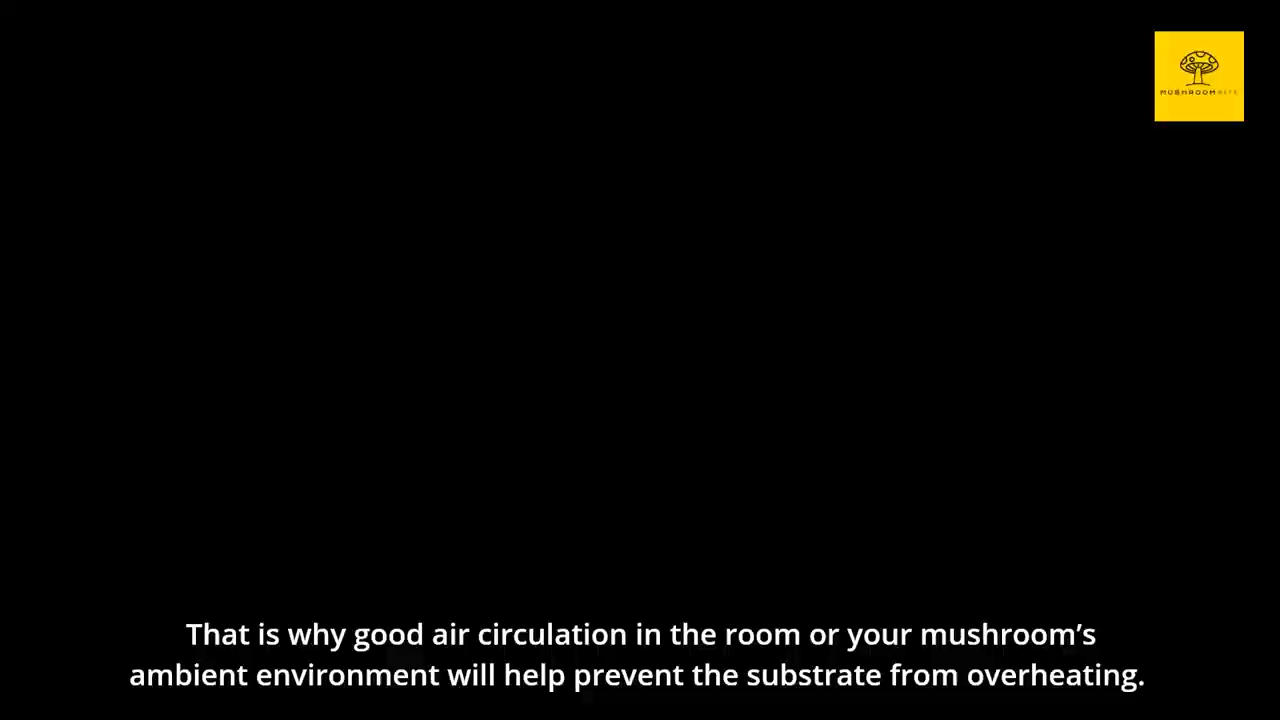 MUSHROOMSITE
That is why good air circulation in the room or your mushroom’s
ambient environment will help prevent the substrate from overheating.